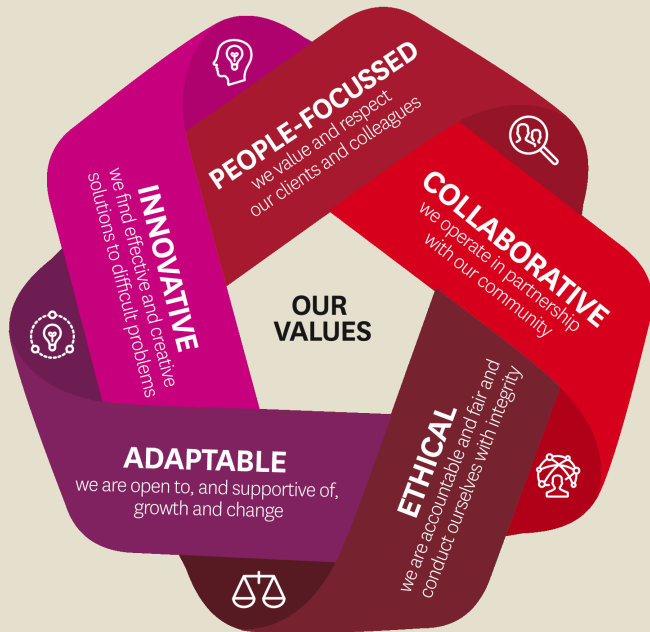 PEOPLE-FOCUSSED
we value and respect
our clients and colleagues
COLLABORATIVE
we operate in partnership
with our community
ETHICAL
we are accountable and fair and
conduct ourselves with integrity
ADAPTABLE
we are open to, and supportive of,
growth and change
INNOVATIVE
we find effective and creative
solutions to difficult problems
OUR
VALUES